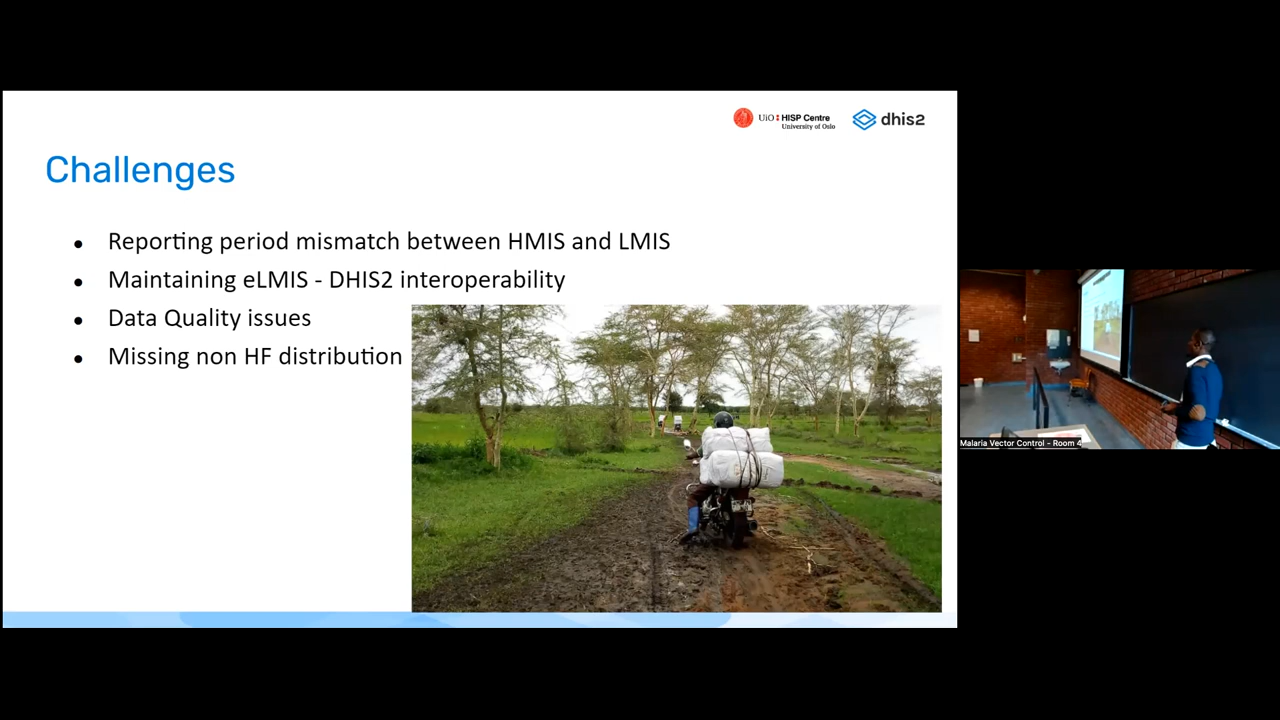 UiO HISP Centre
University of Oslo
dhis2
Challenges
Reporting period mismatch between HMIS and LMIS
Maintaining eLMIS - DHIS2 interoperability
Data Quality issues
Missing non HF distribution
Malaria Vector Control - Room 4